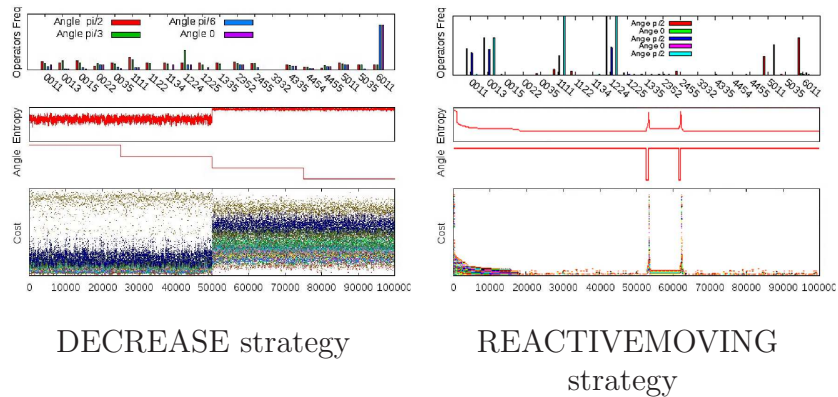 Operators Freq
Angle pi/2
Angle pi/3
Angle pi/6
Angle 0
0011 0013 0015 0022 0035 1111 1122 1134 1224 1225 1335 2352 2455 3332 4335 4454 4455 5011 5035 6011
Entropy
Angle
Cost
0 10000 20000 30000 40000 50000 60000 70000 80000 90000 100000
DECREASE strategy
Operators Freq
Angle pi/2
Angle 0
Angle pi/2
Angle 0
Angle pi/2
0011 0013 0015 0022 0035 1111 1122 1134 1224 1225 1335 2352 2455 3332 4335 4454 4455 5011 5035 6011
Entropy
Angle
Cost
0 10000 20000 30000 40000 50000 60000 70000 80000 90000 100000
REACTIVEMOVING
strategy